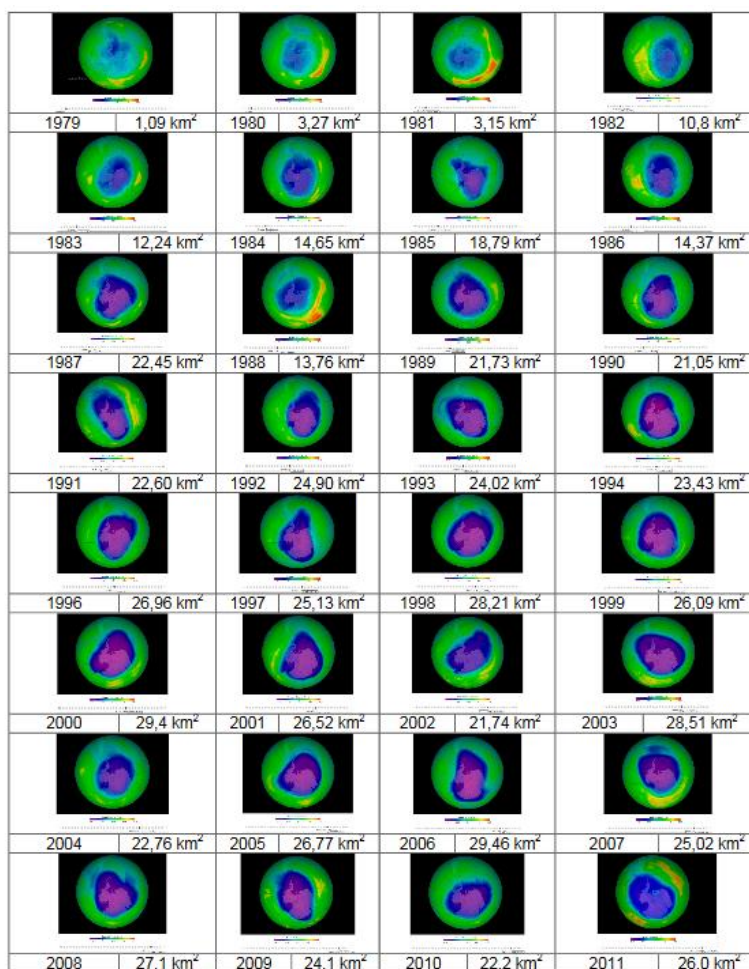 1979 1,09 km²
1980 3,27 km²
1981 3,15 km²
1982 10,8 km²
1983 12,24 km²
1984 14,65 km²
1985 18,79 km²
1986 14,37 km²
1987 22,45 km²
1988 13,76 km²
1989 21,73 km²
1990 21,05 km²
1991 22,60 km²
1992 24,90 km²
1993 24,02 km²
1994 23,43 km²
1996 26,96 km²
1997 25,13 km²
1998 28,21 km²
1999 26,09 km²
2000 29,4 km²
2001 26,52 km²
2002 21,74 km²
2003 28,51 km²
2004 22,76 km²
2005 26,77 km²
2006 29,46 km²
2007 25,02 km²
2008 27,1 km²
2009 24,1 km²
2010 22,2 km²
2011 26,0 km²